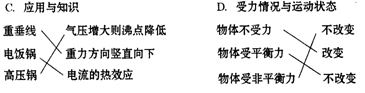 C. 应用与知识
重垂线 气压增大则沸点降低
电饭锅 重力方向竖直向下
高压锅 电流的热效应
D. 受力情况与运动状态
物体不受力 不改变
物体受平衡力 改变
物体受非平衡力 不改变